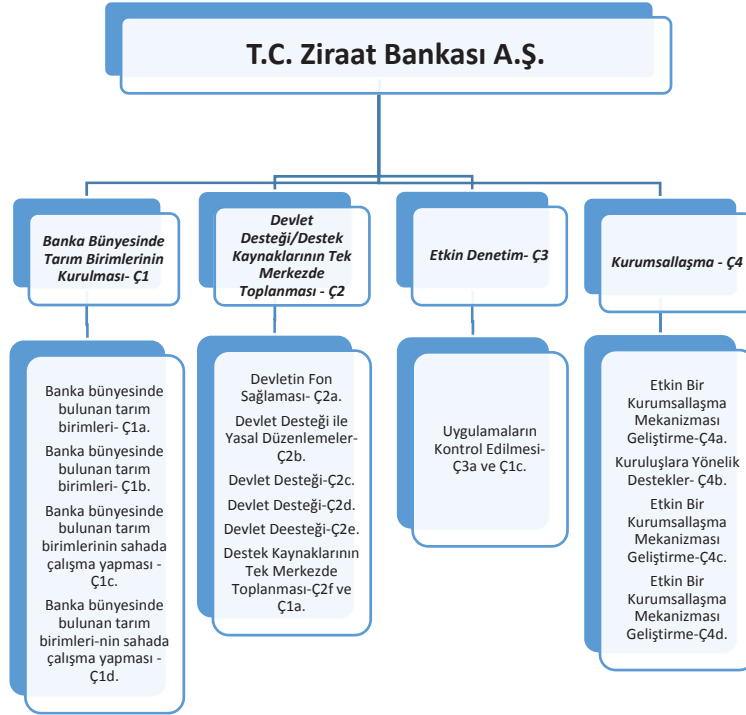 T.C. Ziraat Bankası A.Ş.
Banka Bünyesinde
Tarım Birimlerinin
Kurulması- Ç1
Devlet
Desteği/Destek
Kaynaklarının Tek
Merkezde
Toplanması - Ç2
Etkin Denetim- Ç3
Kurumsallaşma - Ç4
Banka bünyesinde
bulunan tarım
birimleri- Ç1a.
Banka bünyesinde
bulunan tarım
birimleri- Ç1b.
Banka bünyesinde
bulunan tarım
birimlerinin sahada
çalışma yapması -
Ç1c.
Banka bünyesinde
bulunan tarım
birimleri-nin sahada
çalışma yapması -
Ç1d.
Devletin Fon
Sağlaması- Ç2a.
Devlet Desteği ile
Yasal Düzenlemeler-
Ç2b.
Devlet Desteği-Ç2c.
Devlet Desteği-Ç2d.
Devlet Deesteği-Ç2e.
Destek Kaynaklarının
Tek Merkezde
Toplanması-Ç2f ve
Ç1a.
Uygulamaların
Kontrol Edilmesi-
Ç3a ve Ç1c.
Etkin Bir
Kurumsallaşma
Mekanizması
Geliştirme-Ç4a.
Kuruluşlara Yönelik
Destekler- Ç4b.
Etkin Bir
Kurumsallaşma
Mekanizması
Geliştirme-Ç4c.
Etkin Bir
Kurumsallaşma
Mekanizması
Geliştirme-Ç4d.